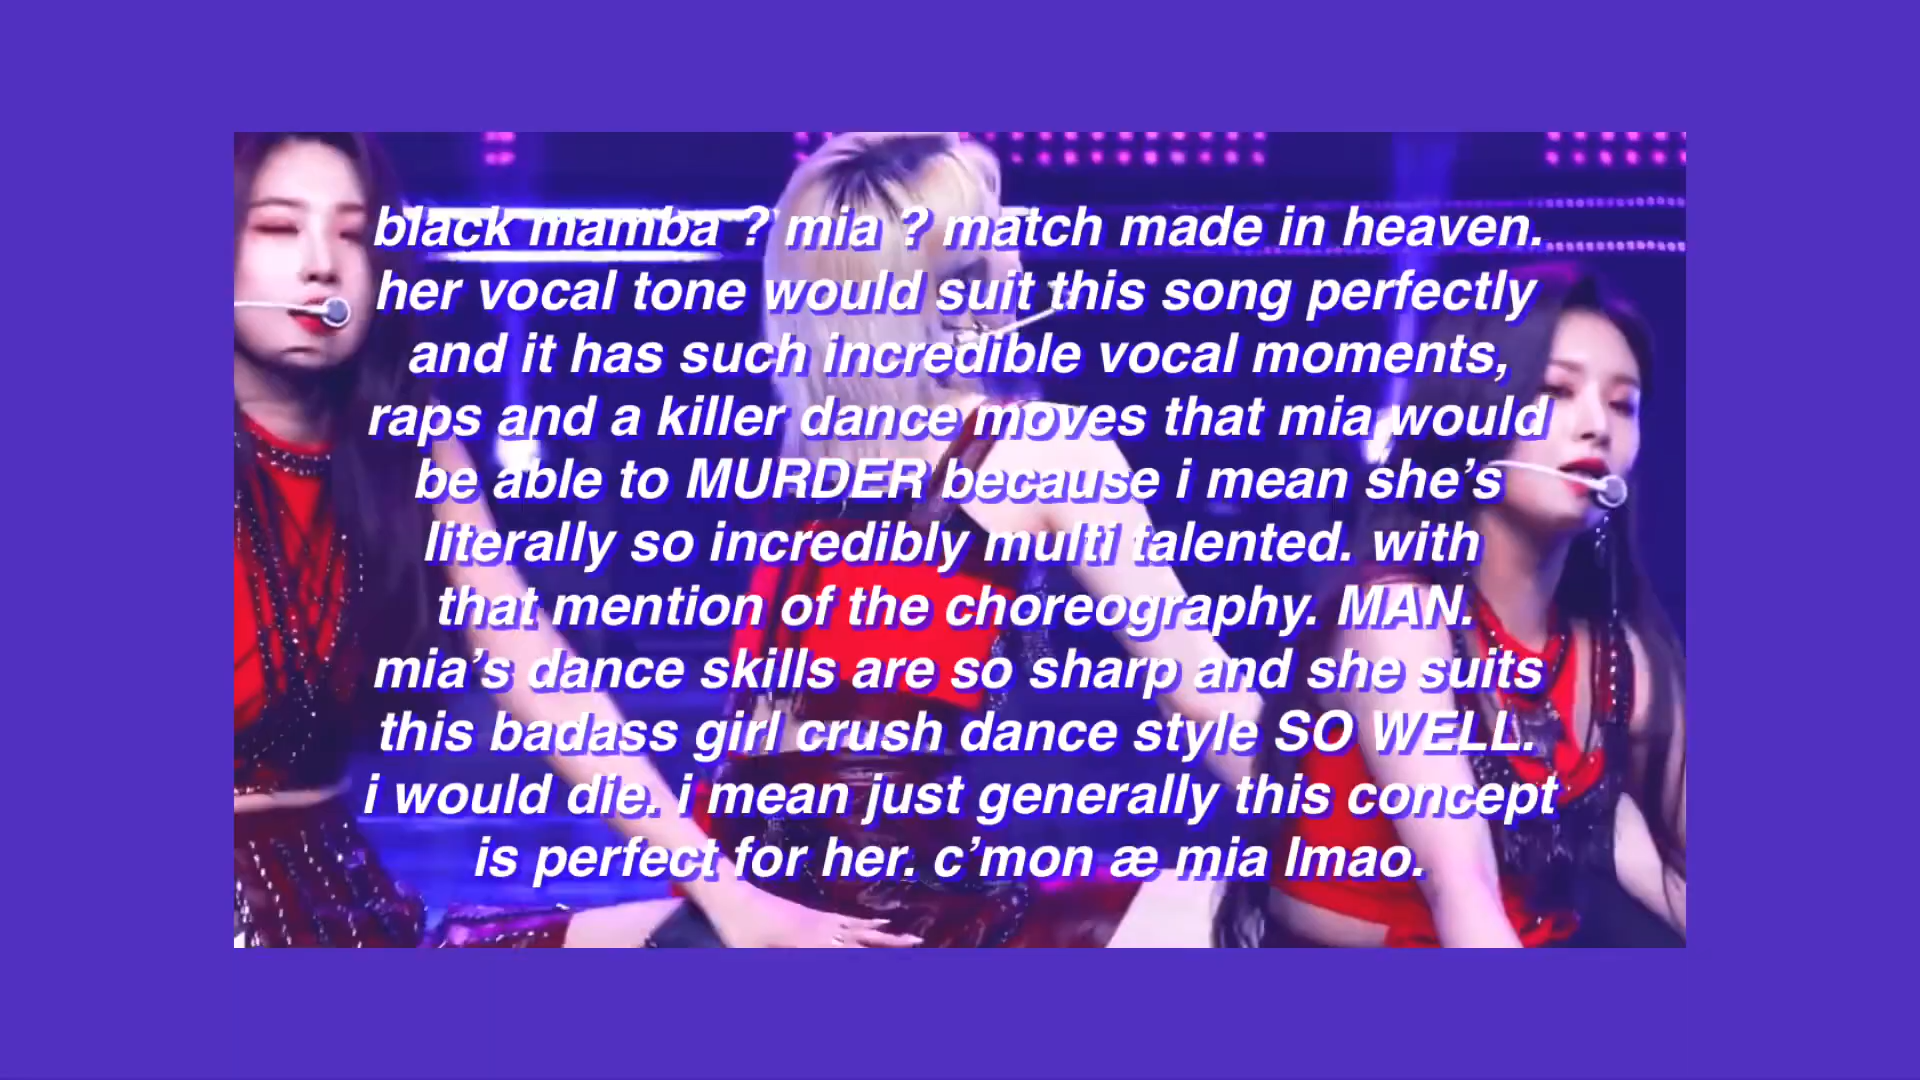 black mamba ? mia ? match made in heaven.
her vocal tone would suit this song perfectly
and it has such incredible vocal moments,
raps and a killer dance moves that mia would
be able to MURDER because i mean she’s
literally so incredibly multi talented. with
that mention of the choreography. MAN.
mia’s dance skills are so sharp and she suits
this badass girl crush dance style SO WELL.
i would die. i mean just generally this concept
is perfect for her. c’mon æ mia lmao.